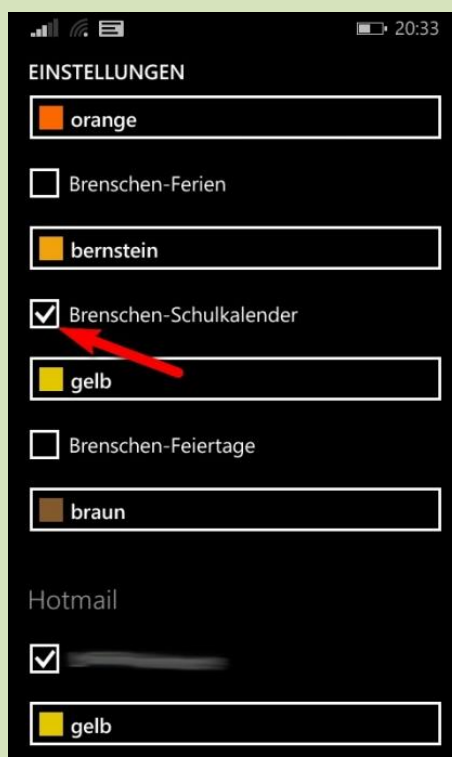 20:33
EINSTELLUNGEN
orange
Brenschen-Ferien
bernstein
Brenschen-Schulkalender
gelb
Brenschen-Feiertage
braun
Hotmail
gelb